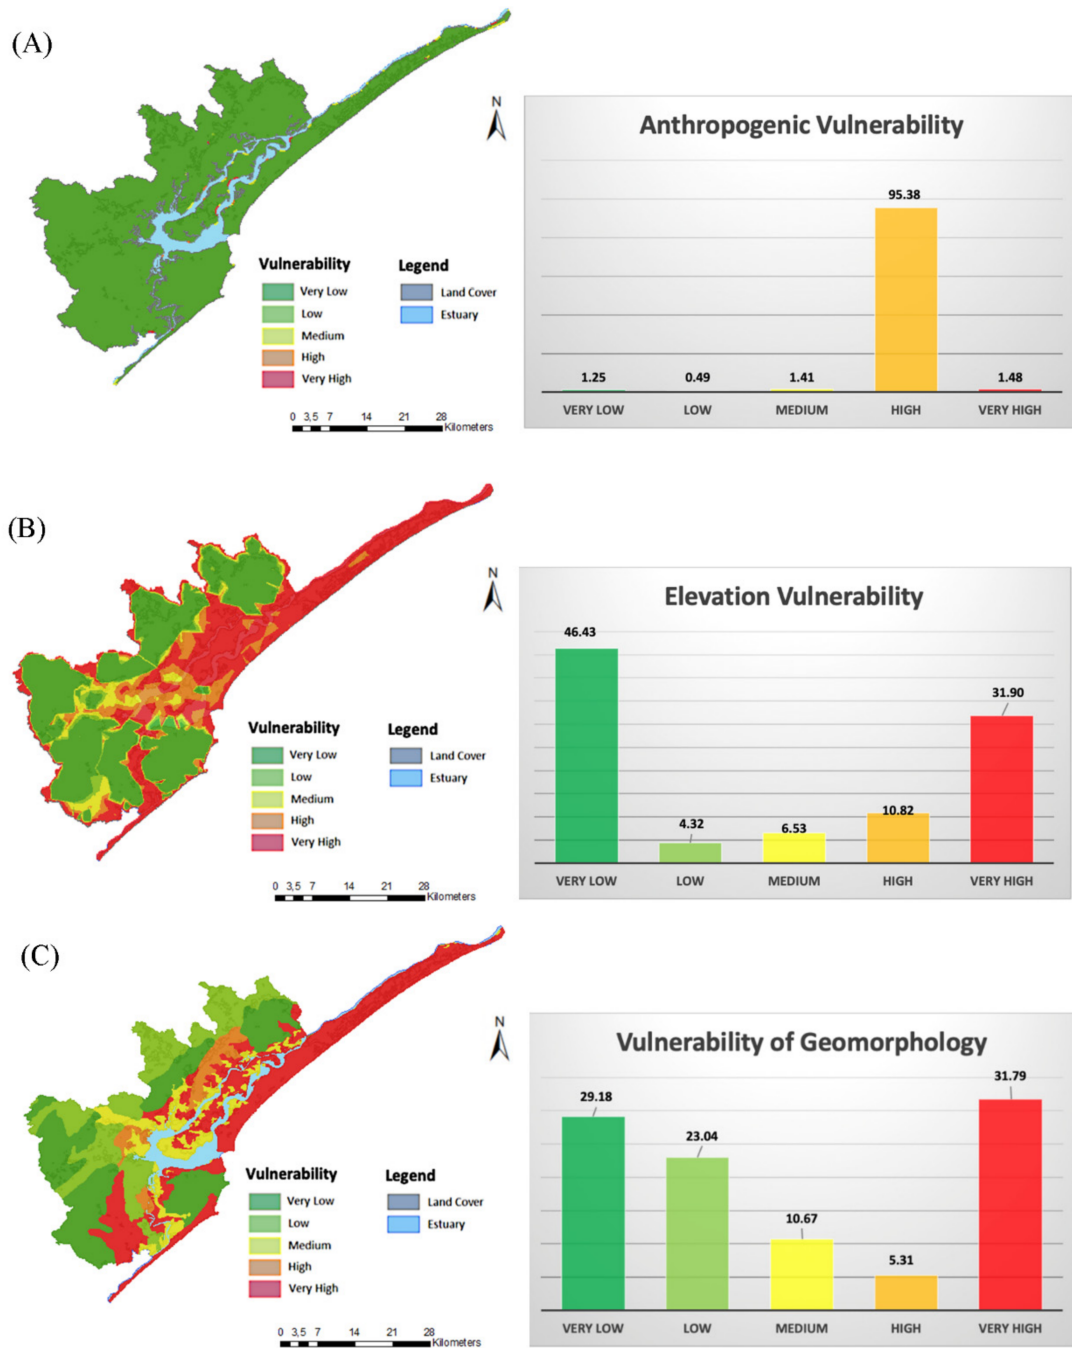 (A)
N
Anthropogenic Vulnerability
95.38
1.25
0.49
1.41
1.48
VERY LOW
LOW
MEDIUM
HIGH
VERY HIGH
Vulnerability
Very Low
Low
Medium
High
Very High
Legend
Land Cover
Estuary
0 3,5 7 14 21 28
Kilometers
(B)
N
Elevation Vulnerability
46.43
4.32
6.53
10.82
31.90
VERY LOW
LOW
MEDIUM
HIGH
VERY HIGH
Vulnerability
Very Low
Low
Medium
High
Very High
Legend
Land Cover
Estuary
0 3,5 7 14 21 28
Kilometers
(C)
N
Vulnerability of Geomorphology
29.18
23.04
10.67
5.31
31.79
VERY LOW
LOW
MEDIUM
HIGH
VERY HIGH
Vulnerability
Very Low
Low
Medium
High
Very High
Legend
Land Cover
Estuary
0 3,5 7 14 21 28
Kilometers